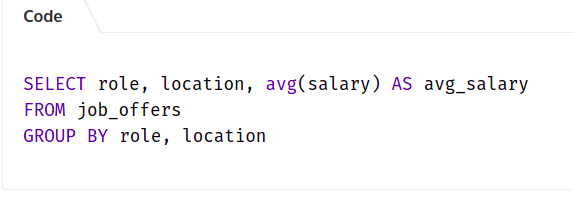 Code
SELECT role, location, avg(salary) AS avg_salary
FROM job_offers
GROUP BY role, location